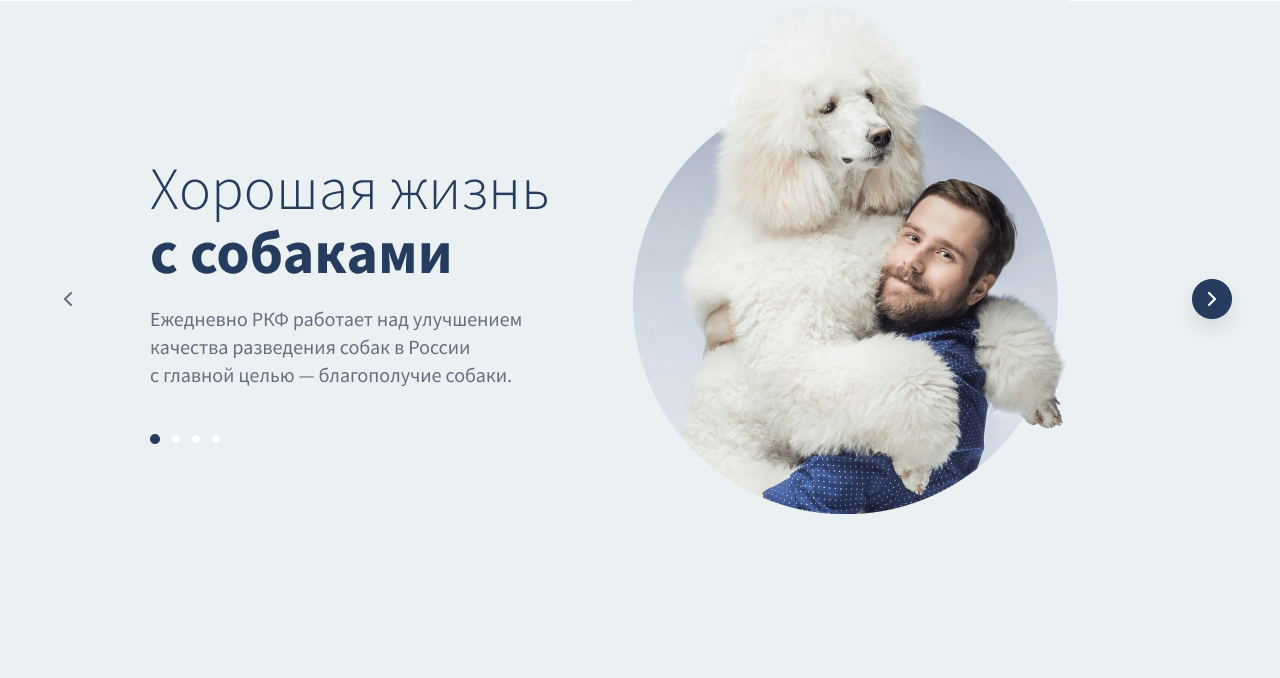 Хорошая жизнь
с собаками
Ежедневно РКФ работает над улучшением
качества разведения собак в России
с главной целью — благополучие собаки.